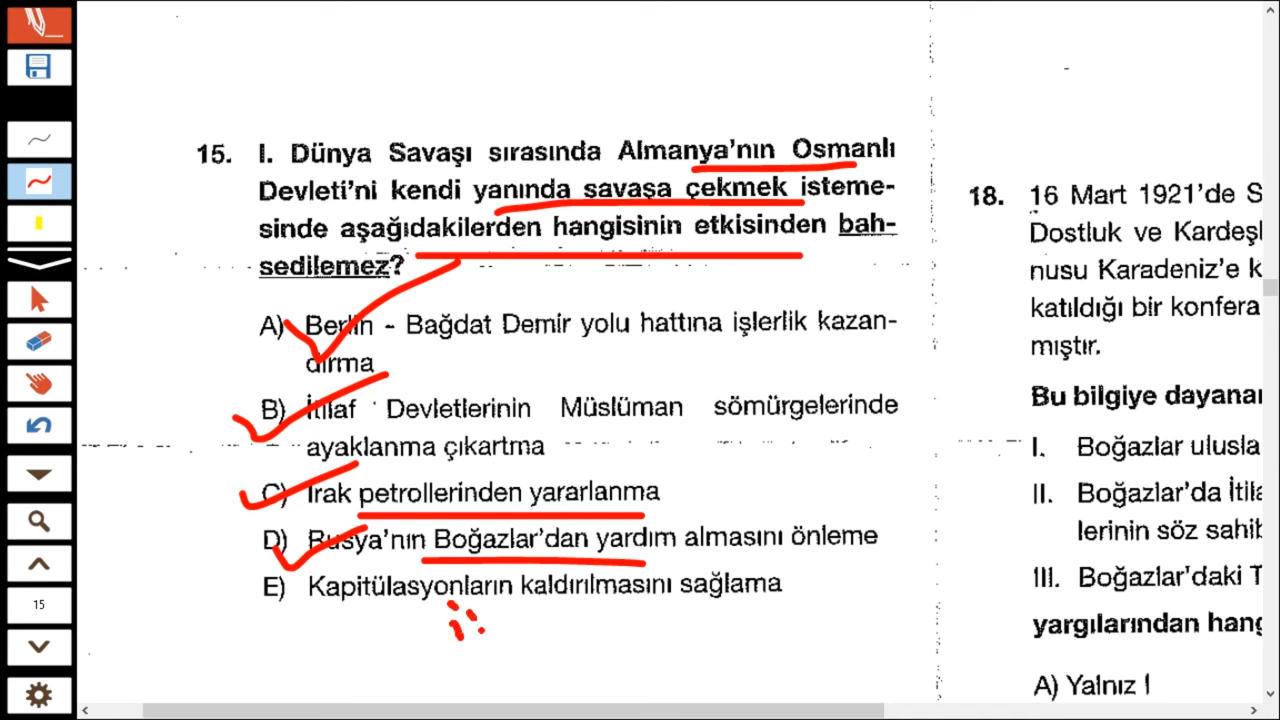 15. I. Dünya Savaşı sırasında Almanya'nın Osmanlı
Devleti'ni kendi yanında savaşa çekmek isteme-
sinde aşağıdakilerden hangisinin etkisinden bah-
sedilemez?
A) Berlin - Bağdat Demir yolu hattına işlerlik kazan-
dırma
B) İtilaf Devletlerinin Müslüman sömürgelerinde
ayaklanma çıkartma
C) Irak petrollerinden yararlanma
D) Rusya'nın Boğazlar'dan yardım almasını önleme
E) Kapitülasyonların kaldırılmasını sağlama
18. 16 Mart 1921'de S
Dostluk ve Kardeşl
nusu Karadeniz'e k
katıldığı bir konfera
mıştır.
Bu bilgiye dayanar
I. Boğazlar ulusla
II. Boğazlar'da İtila
lerinin söz sahib
III. Boğazlar'daki T
yargılarından hang
A) Yalnız I
15